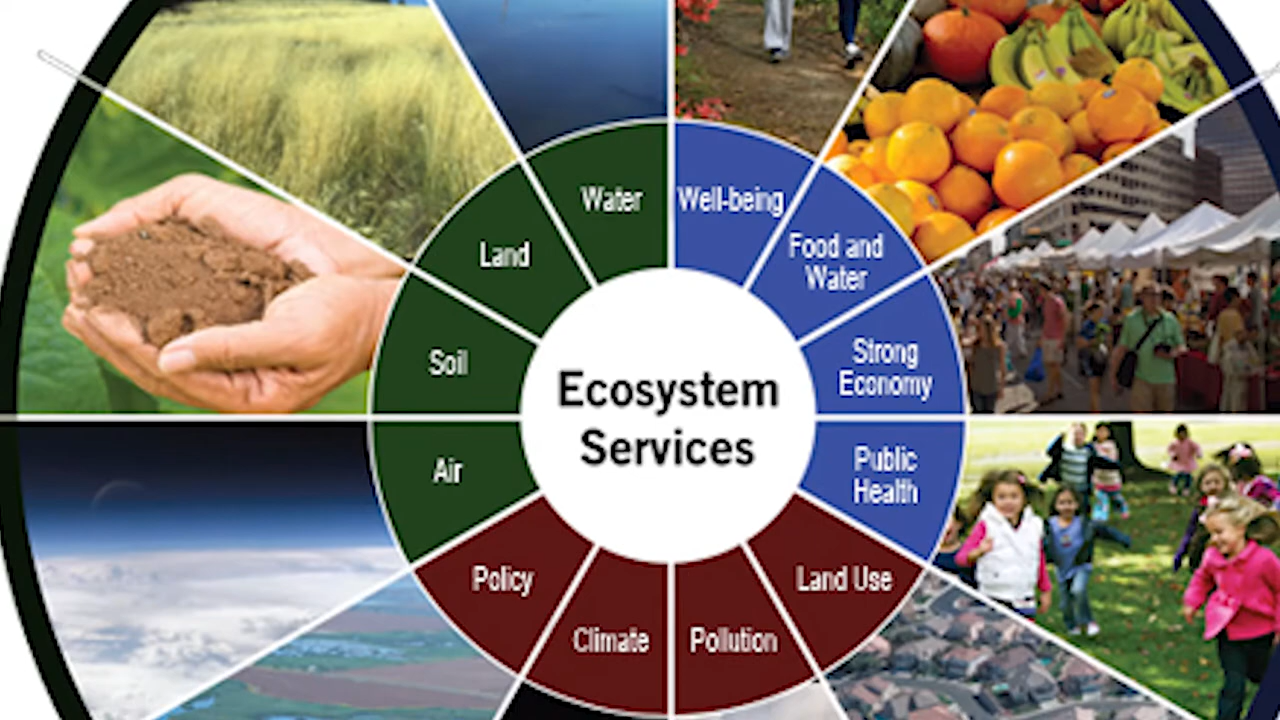 Water
Well-being
Land
Food and
Water
Soil
Strong
Economy
Ecosystem
Services
Air
Public
Health
Policy
Land Use
Climate
Pollution